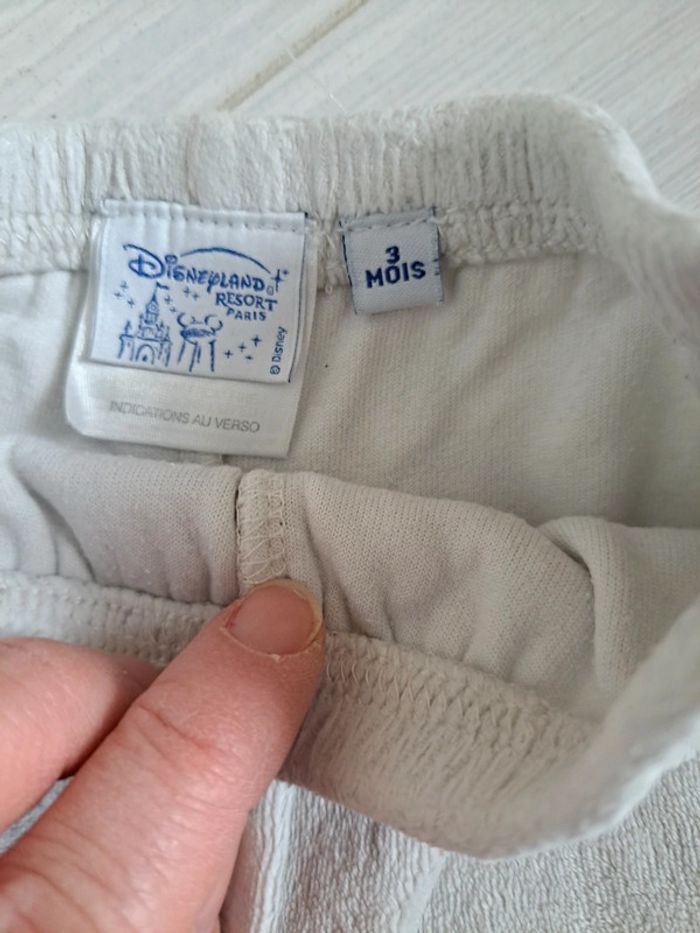 Disneyland
Resort
Paris
© Disney
INDICATIONS AU VERSO
3
MOIS